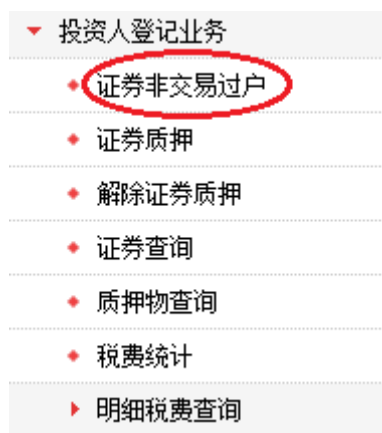 投资人登记业务
证券非交易过户
证券质押
解除证券质押
证券查询
质押物查询
税费统计
明细税费查询